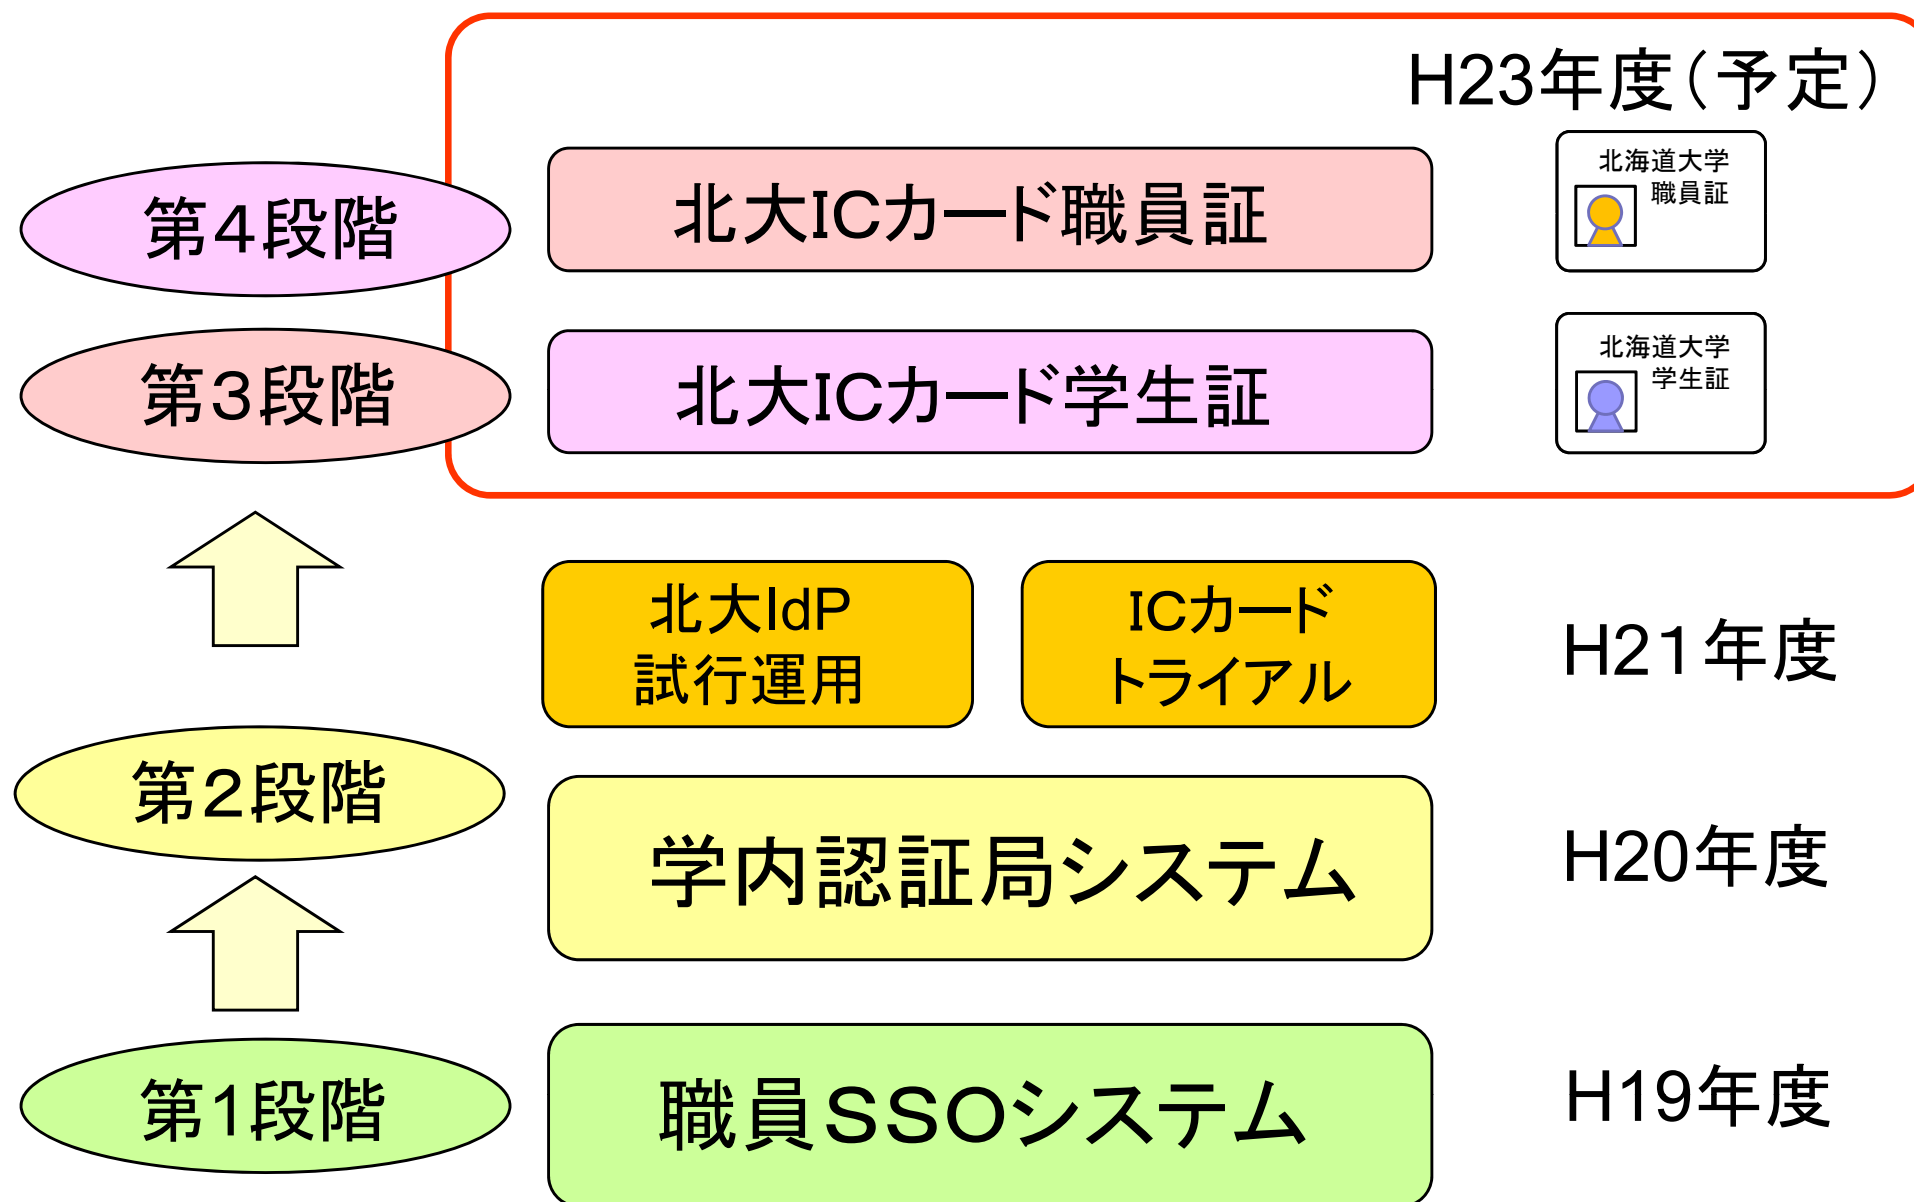 H23年度（予定）
第４段階
北大ICカード職員証
北海道大学
職員証
第３段階
北大ICカード学生証
北海道大学
学生証
北大IdP
試行運用
ICカード
トライアル
H21年度
第２段階
学内認証局システム
H20年度
第1段階
職員SSOシステム
H19年度